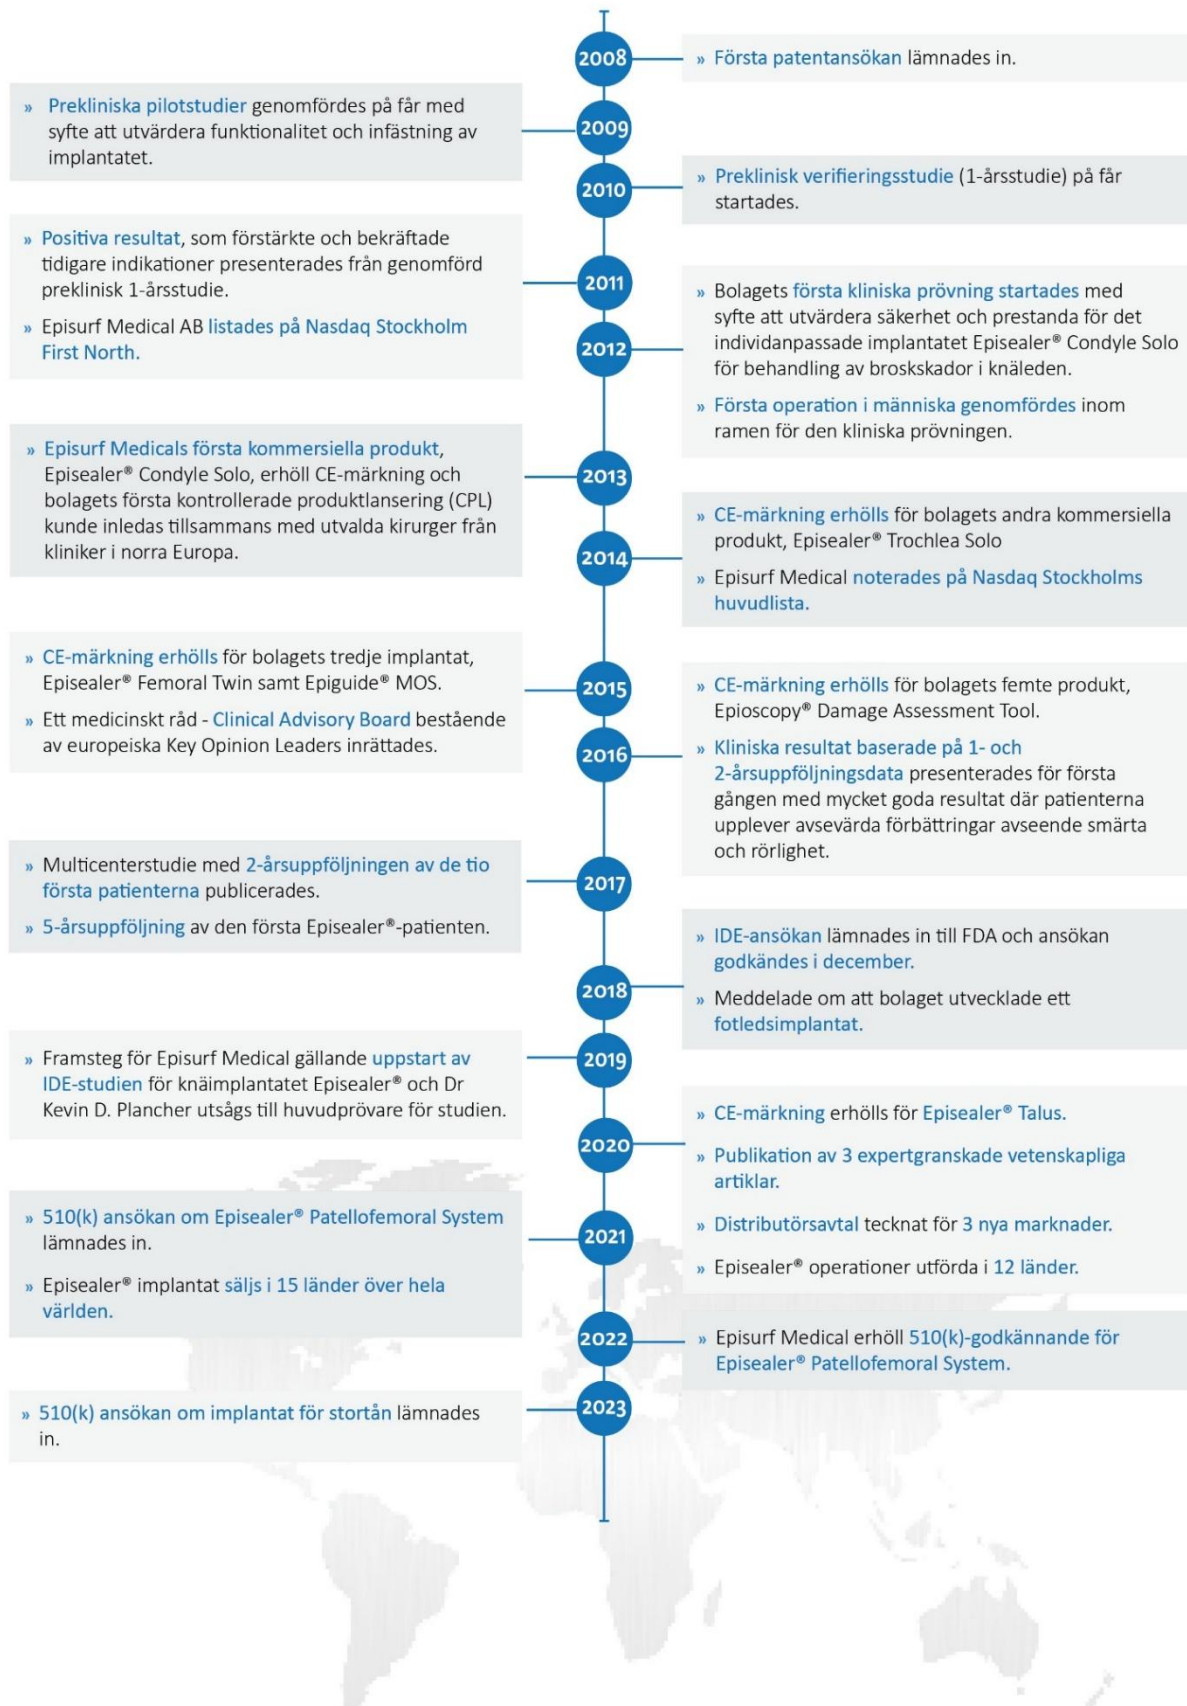 2008
» Första patentansökan lämnades in.
» Prekliniska pilotstudier genomfördes på får med
syfte att utvärdera funktionalitet och infästning av
implantatet.
2009
2010
» Preklinisk verifieringsstudie (1-årsstudie) på får
startades.
» Positiva resultat, som förstärkte och bekräftade
tidigare indikationer presenterades från genomförd
preklinisk 1-årsstudie.
» Episurf Medical AB listades på Nasdaq Stockholm
First North.
2011
2012
» Bolagets första kliniska prövning startades med
syfte att utvärdera säkerhet och prestanda för det
individanpassade implantatet Episealer® Condyle Solo
för behandling av broskskador i knäleden.
» Första operation i människa genomfördes inom
ramen för den kliniska prövningen.
» Episurf Medicals första kommersiella produkt,
Episealer® Condyle Solo, erhöll CE-märkning och
bolagets första kontrollerade produktlansering (CPL)
kunde inledas tillsammans med utvalda kirurger från
kliniker i norra Europa.
2013
2014
» CE-märkning erhölls för bolagets andra kommersiella
produkt, Episealer® Trochlea Solo
» Episurf Medical noterades på Nasdaq Stockholms
huvudlista.
» CE-märkning erhölls för bolagets tredje implantat,
Episealer® Femoral Twin samt Epiguide® MOS.
» Ett medicinskt råd - Clinical Advisory Board bestående
av europeiska Key Opinion Leaders inrättades.
2015
2016
» CE-märkning erhölls för bolagets femte produkt,
Epioscopy® Damage Assessment Tool.
» Kliniska resultat baserade på 1- och
2-årsuppföljningsdata presenterades för första
gången med mycket goda resultat där patienterna
upplever avsevärda förbättringar avseende smärta
och rörlighet.
» Multicenterstudie med 2-årsuppföljningen av de tio
första patienterna publicerades.
» 5-årsuppföljning av den första Episealer®-patienten.
2017
2018
» IDE-ansökan lämnades in till FDA och ansökan
godkändes i december.
» Meddelade om att bolaget utvecklade ett
fotledsimplantat.
» Framsteg för Episurf Medical gällande uppstart av
IDE-studien för knäimplantatet Episealer® och Dr
Kevin D. Plancher utsågs till huvudprövare för studien.
2019
2020
» CE-märkning erhölls för Episealer® Talus.
» Publikation av 3 expertgranskade vetenskapliga
artiklar.
» Distributörsavtal tecknat för 3 nya marknader.
» Episealer® operationer utförda i 12 länder.
» 510(k) ansökan om Episealer® Patellofemoral System
lämnades in.
» Episealer® implantat säljs i 15 länder över hela
världen.
2021
2022
» Episurf Medical erhöll 510(k)-godkännande för
Episealer® Patellofemoral System.
» 510(k) ansökan om implantat för stortån lämnades
in.
2023